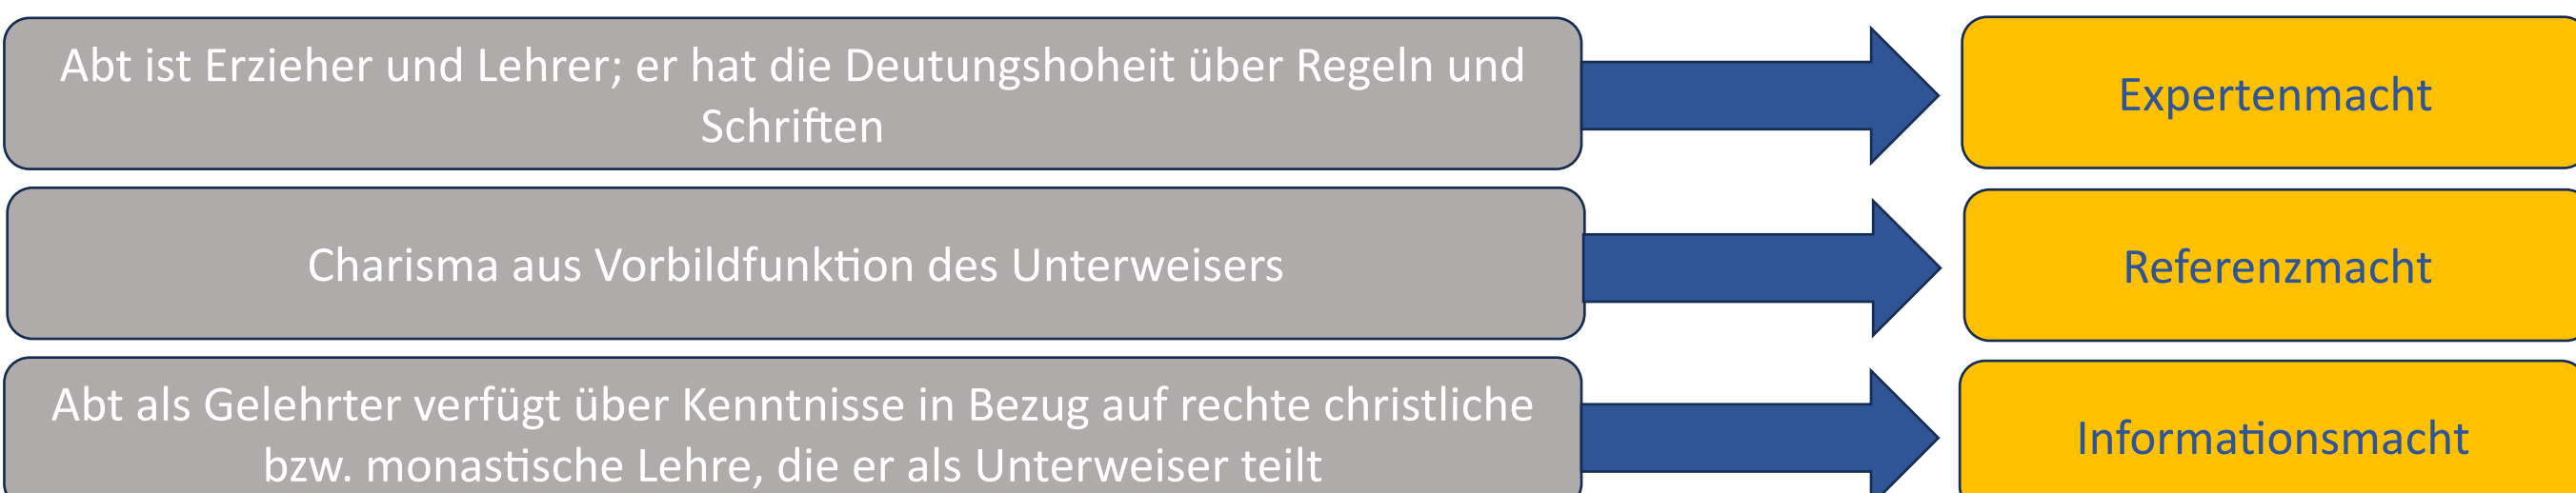 Abt ist Erzieher und Lehrer; er hat die Deutungshoheit über Regeln und
Schriften
Expertenmacht
Charisma aus Vorbildfunktion des Unterweisers
Referenzmacht
Abt als Gelehrter verfügt über Kenntnisse in Bezug auf rechte christliche
bzw. monastische Lehre, die er als Unterweiser teilt
Informationsmacht